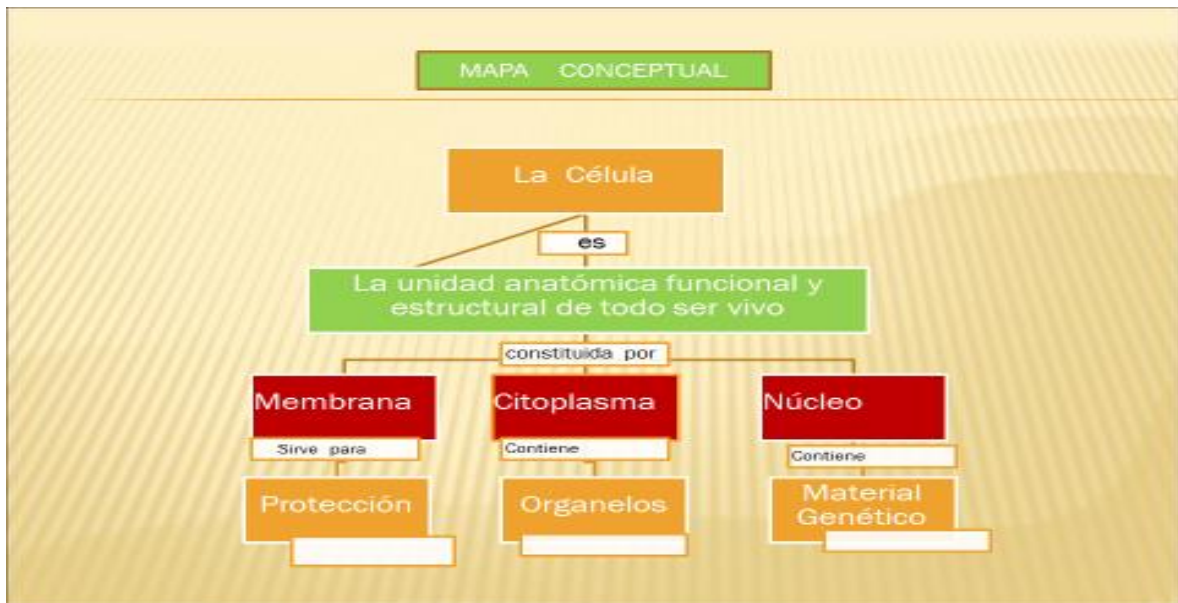 MAPA CONCEPTUAL
La Célula
es
La unidad anatómica funcional y
estructural de todo ser vivo
constituida por
Membrana
Citoplasma
Núcleo
Sirve para
Contiene
Contiene
Protección
Organelos
Material
Genético